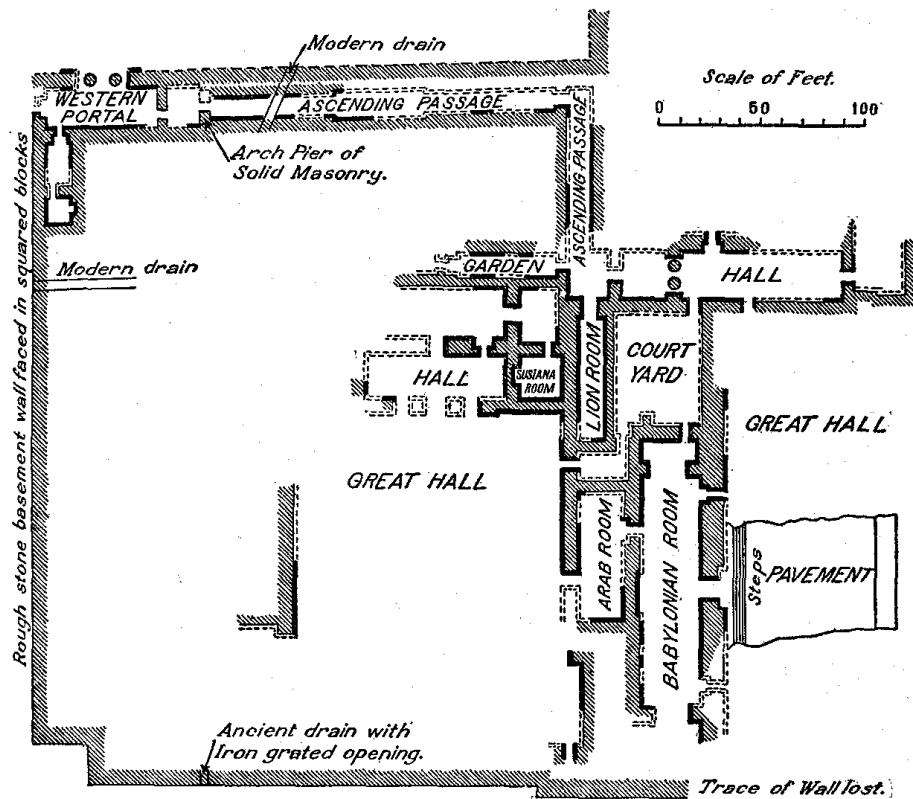 Modern drain
Scale of Feet.
0 50 100
WESTERN
PORTAL
ASCENDING PASSAGE
ASCENDING PASSAGE
Arch Pier of
Solid Masonry.
Rough stone basement wall faced in squared blocks
Modern drain
GARDEN
HALL
HALL
SUSIANA
ROOM
LION ROOM
COURT
YARD
GREAT HALL
GREAT HALL
ARAB ROOM
BABYLONIAN ROOM
Steps
PAVEMENT
Ancient drain with
Iron grated opening.
Trace of Wall lost.